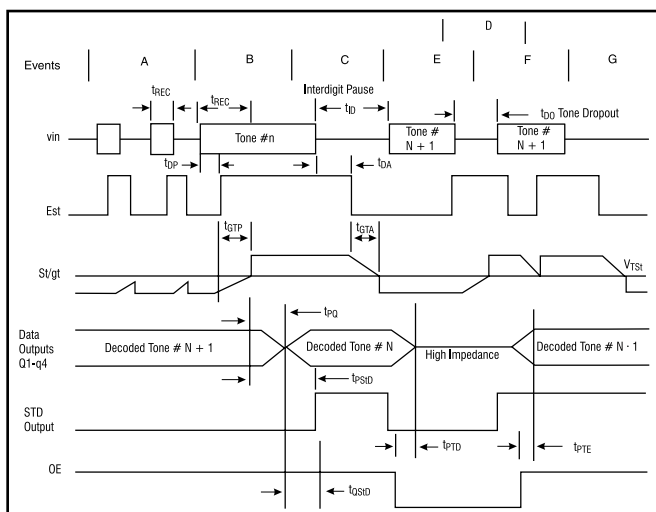 D
Events A B C E F G
Interdigit Pause
tREC tREC tID tDO Tone Dropout
vin Tone #n Tone # N + 1 Tone # N + 1
tDP tDA
Est
tGTP tGTA
St/gt VTSt
tPQ
Data Outputs Q1-q4 Decoded Tone # N + 1 Decoded Tone # N High Impedance Decoded Tone # N · 1
tPStD
STD Output
tPTD tPTE
OE
tQStD